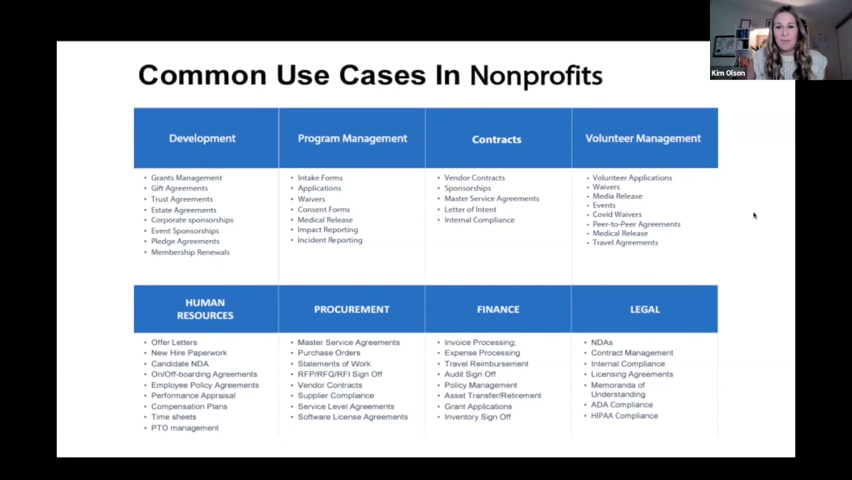 Kim Olson
Common Use Cases In Nonprofits
Development
Grants Management
Gift Agreements
Trust Agreements
Estate Agreements
Corporate sponsorships
Event Sponsorships
Pledge Agreements
Membership Renewals
Program Management
Intake Forms
Applications
Waivers
Consent Forms
Medical Release
Impact Reporting
Incident Reporting
Contracts
Vendor Contracts
Sponsorships
Master Service Agreements
Letter of Intent
Internal Compliance
Volunteer Management
Volunteer Applications
Waivers
Media Release
Events
Covid Waivers
Peer-to-Peer Agreements
Medical Release
Travel Agreements
HUMAN
RESOURCES
Offer Letters
New Hire Paperwork
Candidate NDA
On/Off-boarding Agreements
Employee Policy Agreements
Performance Appraisal
Compensation Plans
Time sheets
PTO management
PROCUREMENT
Master Service Agreements
Purchase Orders
Statements of Work
RFP/RFQ/RFI Sign Off
Vendor Contracts
Supplier Compliance
Service Level Agreements
Software License Agreements
FINANCE
Invoice Processing;
Expense Processing
Travel Reimbursement
Audit Sign Off
Policy Management
Asset Transfer/Retirement
Grant Applications
Inventory Sign Off
LEGAL
NDAs
Contract Management
Internal Compliance
Licensing Agreements
Memoranda of
Understanding
ADA Compliance
HIPAA Compliance